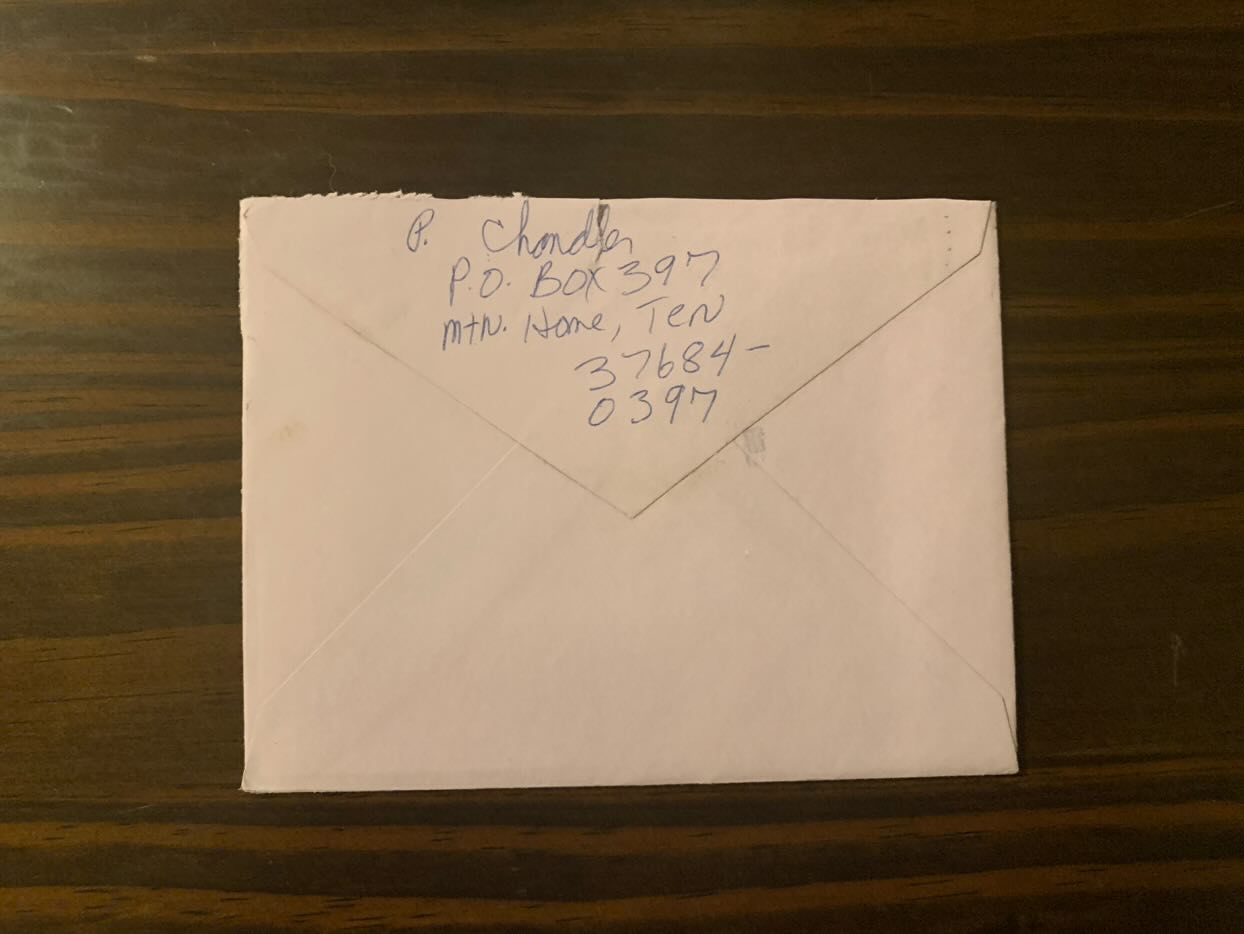 P. Chandler
P.O. Box 397
Mtn. Home, Ten
37684-
0397